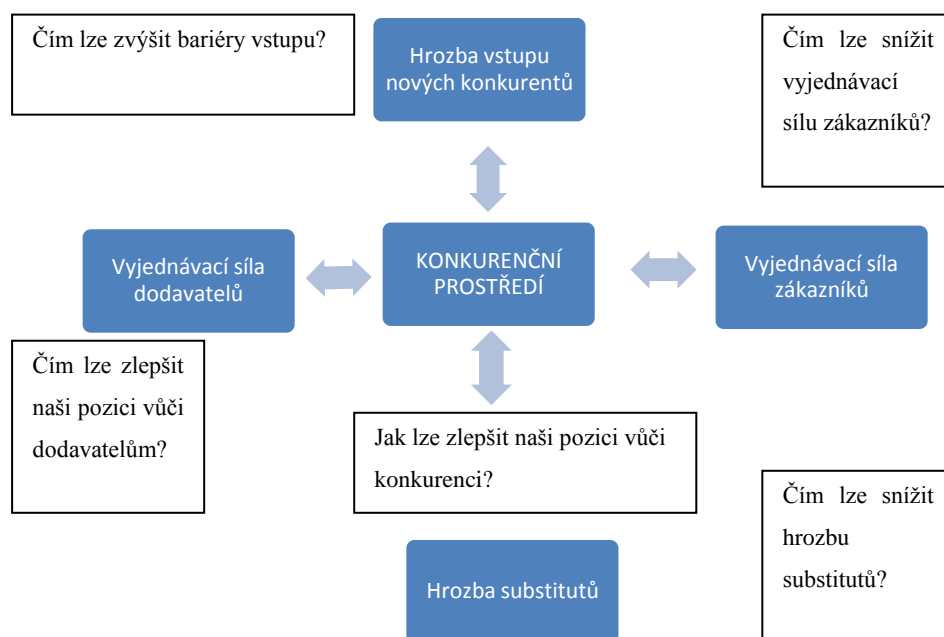 Čím lze zvýšit bariéry vstupu?
Hrozba vstupu
nových konkurentů
Čím lze snížit
vyjednávací
sílu zákazníků?
Vyjednávací síla
dodavatelů
KONKURENČNÍ
PROSTŘEDÍ
Vyjednávací síla
zákazníků
Čím lze zlepšit
naši pozici vůči
dodavatelům?
Jak lze zlepšit naši pozici vůči
konkurenci?
Čím lze snížit
hrozbu
substitutů?
Hrozba substitutů